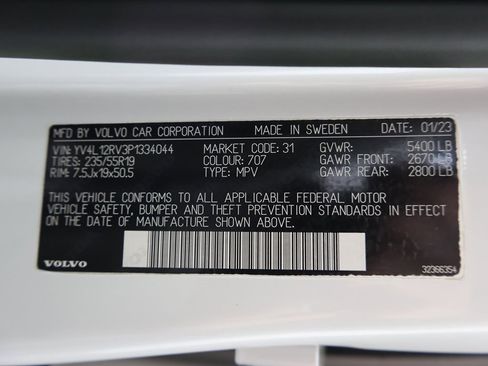 MFD BY VOLVO CAR CORPORATION MADE IN SWEDEN DATE: 01/23
VIN: YV4L12RV3P1334044 MARKET CODE: 31 GVWR: 5400 LB
TIRES: 235/55R19 COLOUR: 707 GAWR FRONT: 2670 LB
RIM: 7.5Jx19x50.5 TYPE: MPV GAWR REAR: 2800 LB
THIS VEHICLE CONFORMS TO ALL APPLICABLE FEDERAL MOTOR
VEHICLE SAFETY, BUMPER AND THEFT PREVENTION STANDARDS IN EFFECT
ON THE DATE OF MANUFACTURE SHOWN ABOVE.
VOLVO 32366354